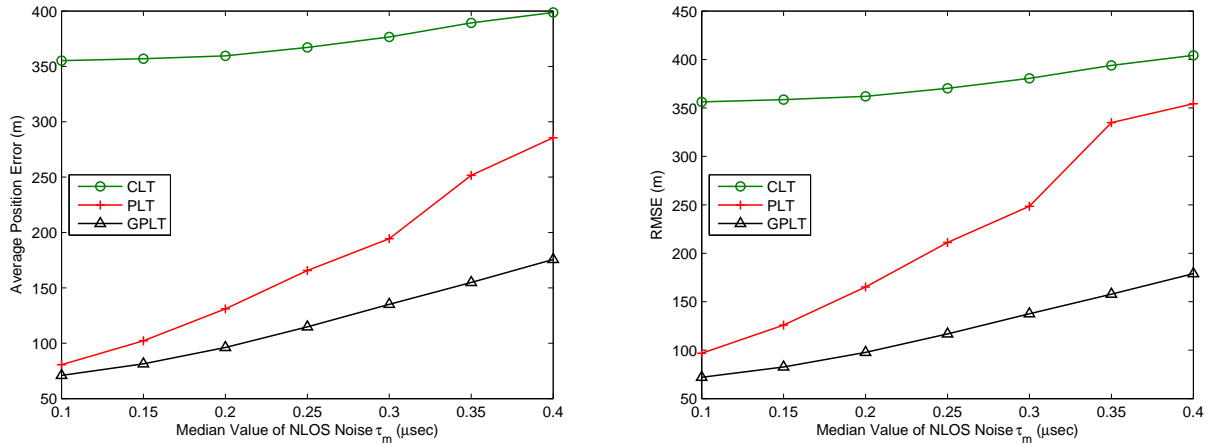 400
350
300
250
200
150
100
50
Average Position Error (m)
CLT
PLT
GPLT
0.1 0.15 0.2 0.25 0.3 0.35 0.4
Median Value of NLOS Noise τm (μsec)
450
400
350
300
250
200
150
100
50
RMSE (m)
CLT
PLT
GPLT
0.1 0.15 0.2 0.25 0.3 0.35 0.4
Median Value of NLOS Noise τm (μsec)